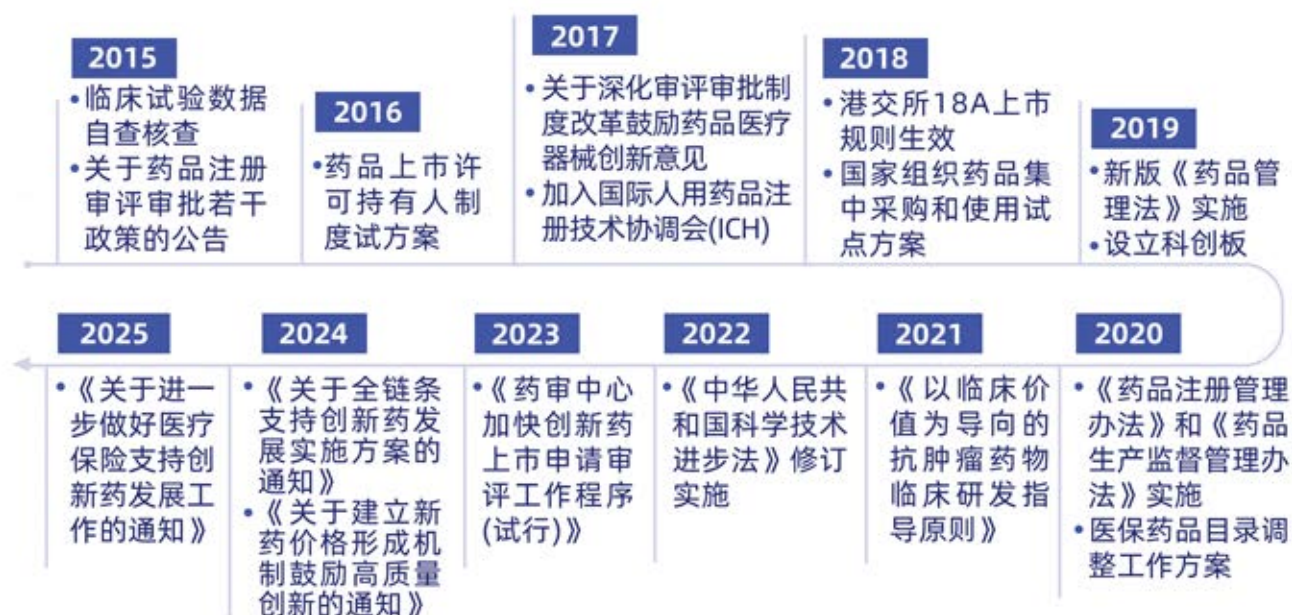 2015
•临床试验数据
自查核查
•关于药品注册
审评审批若干
政策的公告
2016
•药品上市许
可持有人制
度试方案
2017
•关于深化审评审批制
度改革鼓励药品医疗
器械创新意见
•加入国际人用药品注
册技术协调会(ICH)
2018
•港交所18A上市
规则生效
•国家组织药品集
中采购和使用试
点方案
2019
•新版《药品管
理法》实施
•设立科创板
2025
•《关于进一
步做好医疗
保险支持创
新药发展工
作的通知》
2024
•《关于全链条
支持创新药发
展实施方案的
通知》
•《关于建立新
药价格形成机
制鼓励高质量
创新的通知》
2023
•《药审中心
加快创新药
上市申请审
评工作程序
(试行)》
2022
•《中华人民共
和国科学技术
进步法》修订
实施
2021
•《以临床价
值为导向的
抗肿瘤药物
临床研发指
导原则》
2020
•《药品注册管理
办法》和《药品
生产监督管理办
法》实施
•医保药品目录调
整工作方案